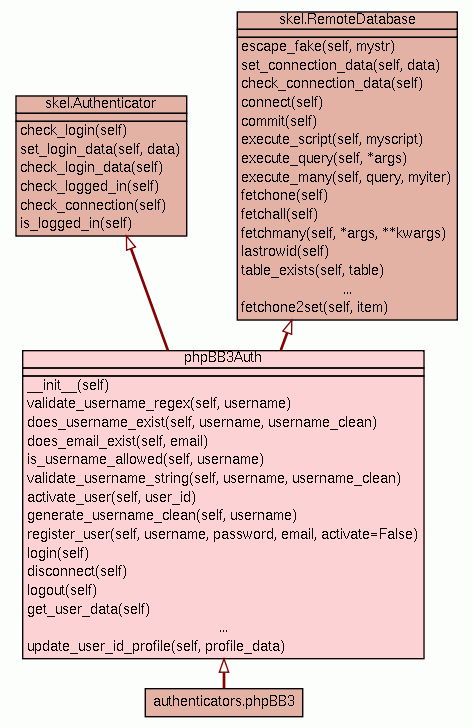 skel.RemoteDatabase
escape_fake(self, mystr)
set_connection_data(self, data)
check_connection_data(self)
connect(self)
commit(self)
execute_script(self, myscript)
execute_query(self, *args)
execute_many(self, query, myiter)
fetchone(self)
fetchall(self)
fetchmany(self, *args, **kwargs)
lastrowid(self)
table_exists(self, table)
...
fetchone2set(self, item)
skel.Authenticator
check_login(self)
set_login_data(self, data)
check_login_data(self)
check_logged_in(self)
check_connection(self)
is_logged_in(self)
phpBB3Auth
__init__(self)
validate_username_regex(self, username)
does_username_exist(self, username, username_clean)
does_email_exist(self, email)
is_username_allowed(self, username)
validate_username_string(self, username, username_clean)
activate_user(self, user_id)
generate_username_clean(self, username)
register_user(self, username, password, email, activate=False)
login(self)
disconnect(self)
logout(self)
get_user_data(self)
...
update_user_id_profile(self, profile_data)
authenticators.phpBB3